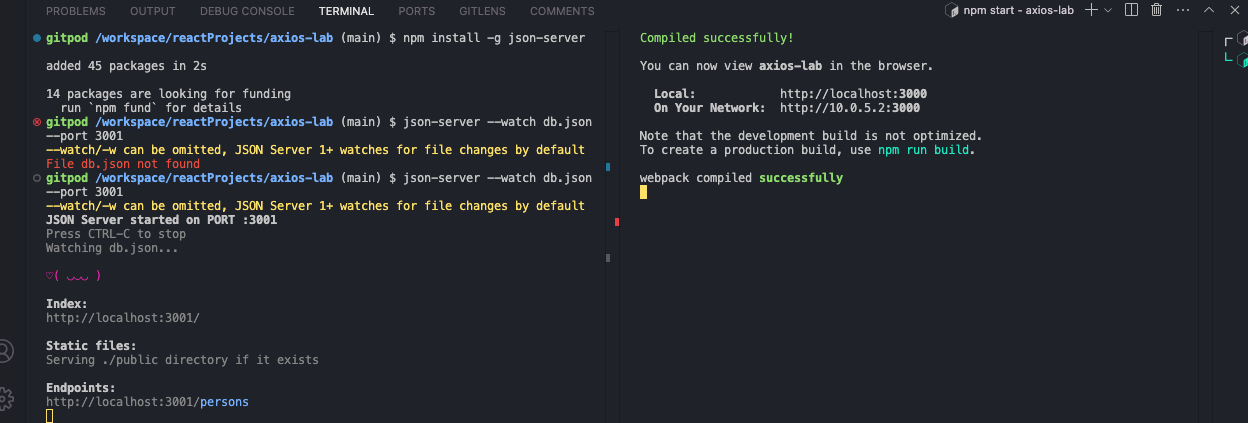 PROBLEMS OUTPUT DEBUG CONSOLE TERMINAL PORTS GITLENS COMMENTS npm start - axios-lab
gitpod /workspace/reactProjects/axios-lab (main) $ npm install -g json-server
added 45 packages in 2s
14 packages are looking for funding
run `npm fund` for details
gitpod /workspace/reactProjects/axios-lab (main) $ json-server --watch db.json
--port 3001
--watch/-w can be omitted, JSON Server 1+ watches for file changes by default
File db.json not found
gitpod /workspace/reactProjects/axios-lab (main) $ json-server --watch db.json
--port 3001
--watch/-w can be omitted, JSON Server 1+ watches for file changes by default
JSON Server started on PORT :3001
Press CTRL-C to stop
Watching db.json...
♡( ◡‿◡ )
Index:
http://localhost:3001/
Static files:
Serving ./public directory if it exists
Endpoints:
http://localhost:3001/persons
Compiled successfully!
You can now view axios-lab in the browser.
Local: http://localhost:3000
On Your Network: http://10.0.5.2:3000
Note that the development build is not optimized.
To create a production build, use npm run build.
webpack compiled successfully